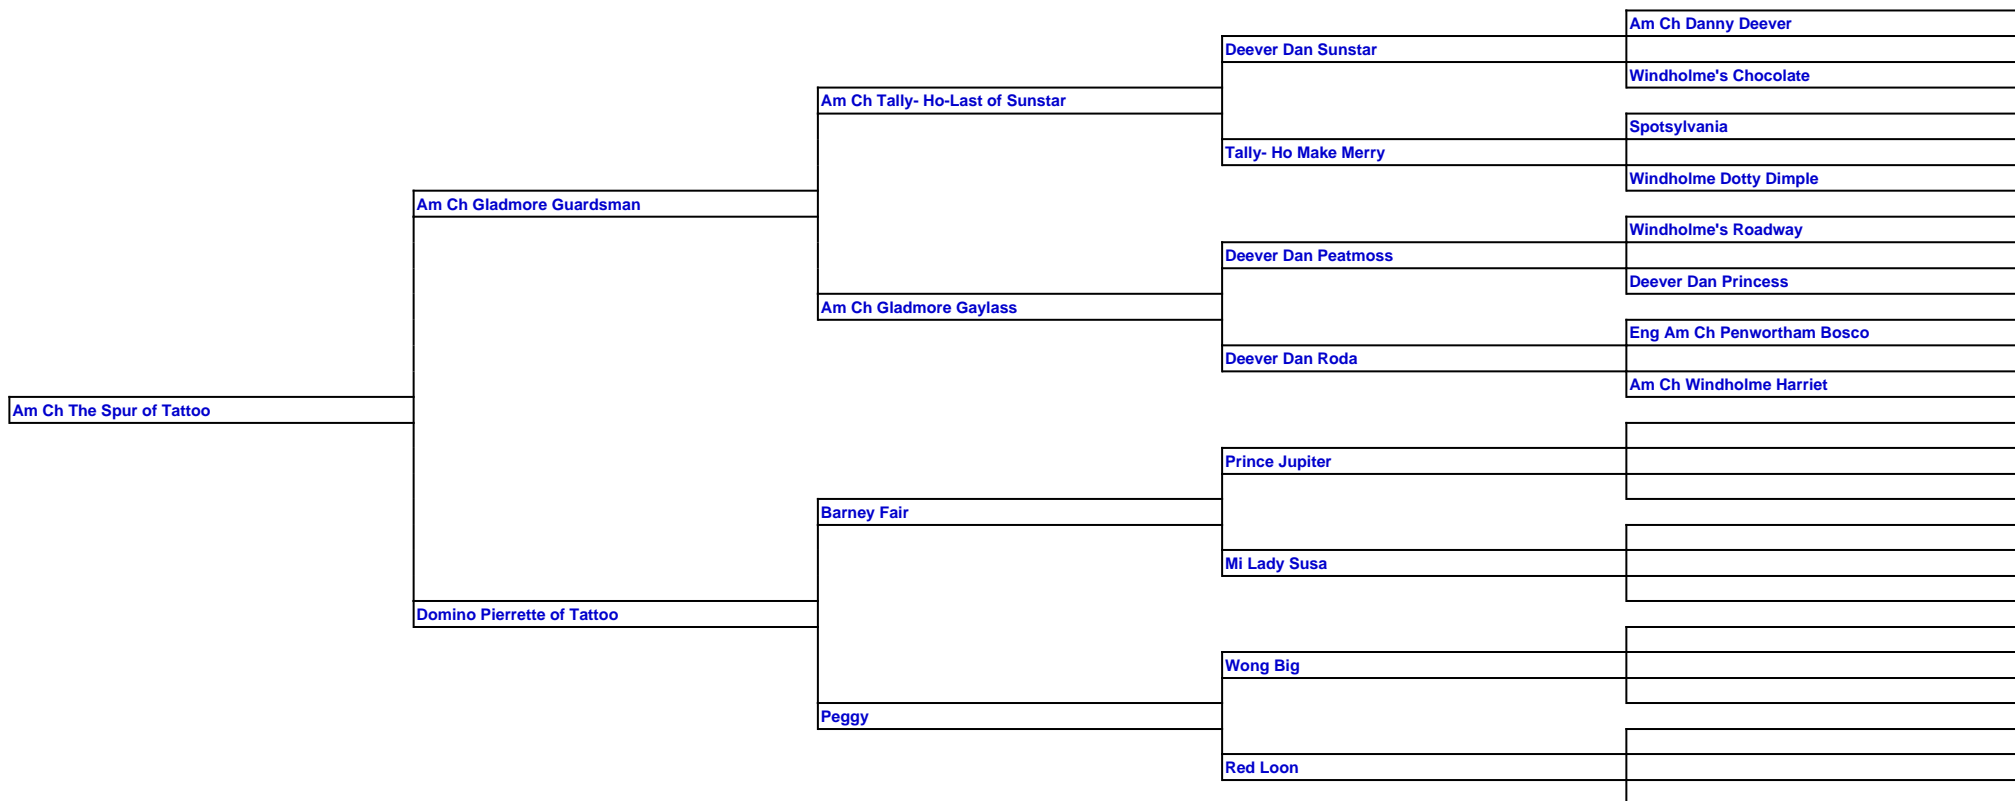 Am Ch Danny Deever
Deever Dan Sunstar
Windholme's Chocolate
Am Ch Tally- Ho-Last of Sunstar
Spotsylvania
Tally- Ho Make Merry
Windholme Dotty Dimple
Am Ch Gladmore Guardsman
Windholme's Roadway
Deever Dan Peatmoss
Deever Dan Princess
Am Ch Gladmore Gaylass
Eng Am Ch Penwortham Bosco
Deever Dan Roda
Am Ch Windholme Harriet
Am Ch The Spur of Tattoo
Prince Jupiter
Barney Fair
Mi Lady Susa
Domino Pierrette of Tattoo
Wong Big
Peggy
Red Loon